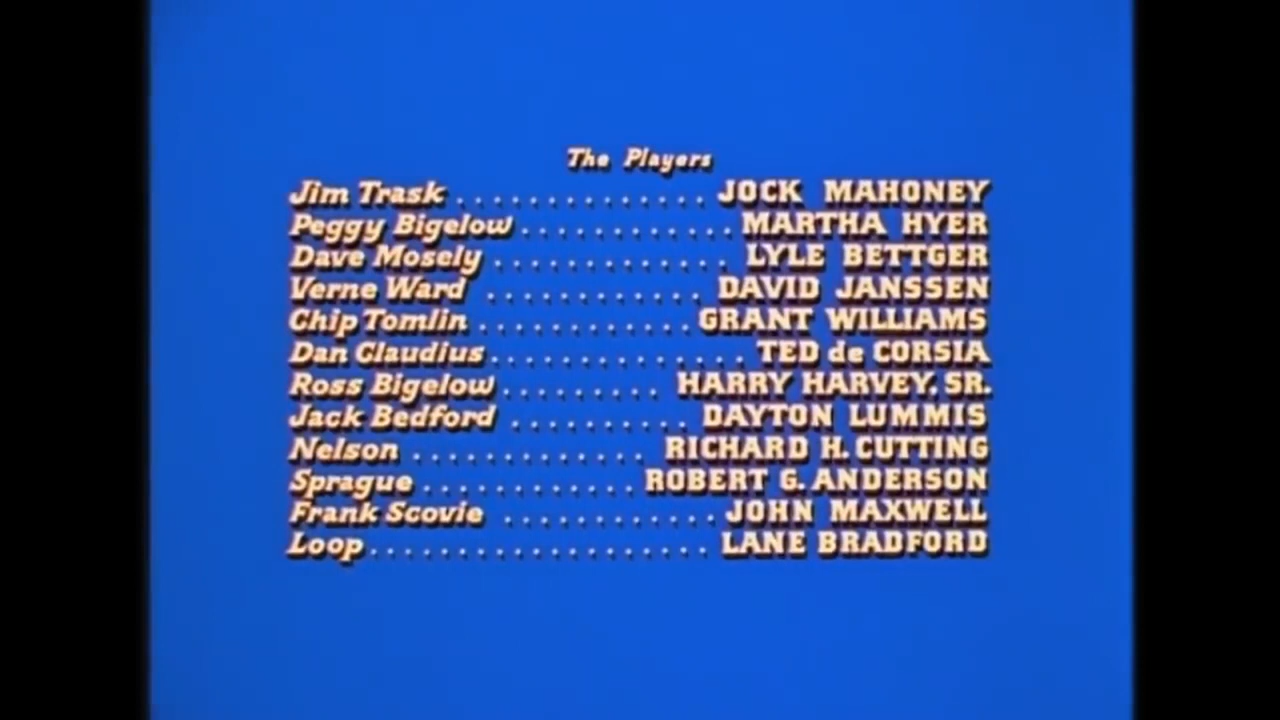 The Players
Jim Trask . . . . . . . . . . . . . . JOCK MAHONEY
Peggy Bigelow . . . . . . . . . . . . MARTHA HYER
Dave Mosely . . . . . . . . . . . . . LYLE BETTGER
Verne Ward . . . . . . . . . . . . DAVID JANSSEN
Chip Tomlin . . . . . . . . . . . . GRANT WILLIAMS
Dan Claudius . . . . . . . . . . . . . . TED de CORSIA
Ross Bigelow . . . . . . . . . HARRY HARVEY, SR.
Jack Bedford . . . . . . . . . . DAYTON LUMMIS
Nelson . . . . . . . . . . . . . RICHARD H. CUTTING
Sprague . . . . . . . . . . . . ROBERT G. ANDERSON
Frank Scovie . . . . . . . . . . . . JOHN MAXWELL
Loop . . . . . . . . . . . . . . . . . . . LANE BRADFORD